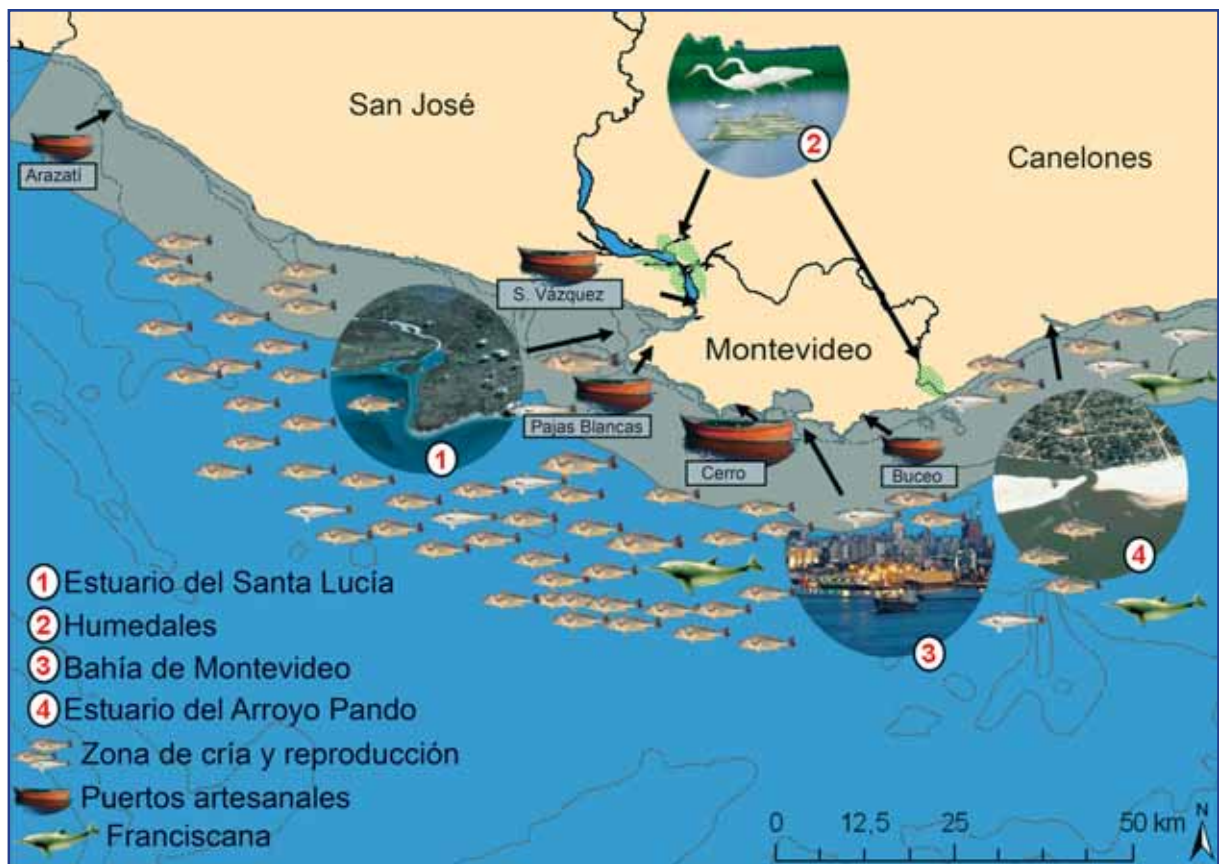 San José
Canelones
2
Arazatí
S. Vázquez
Montevideo
Pajas Blancas
1
Cerro
Buceo
4
3
1 Estuario del Santa Lucía
2 Humedales
3 Bahía de Montevideo
4 Estuario del Arroyo Pando
Zona de cría y reproducción
Puertos artesanales
Franciscana
0 12,5 25 50 km
N